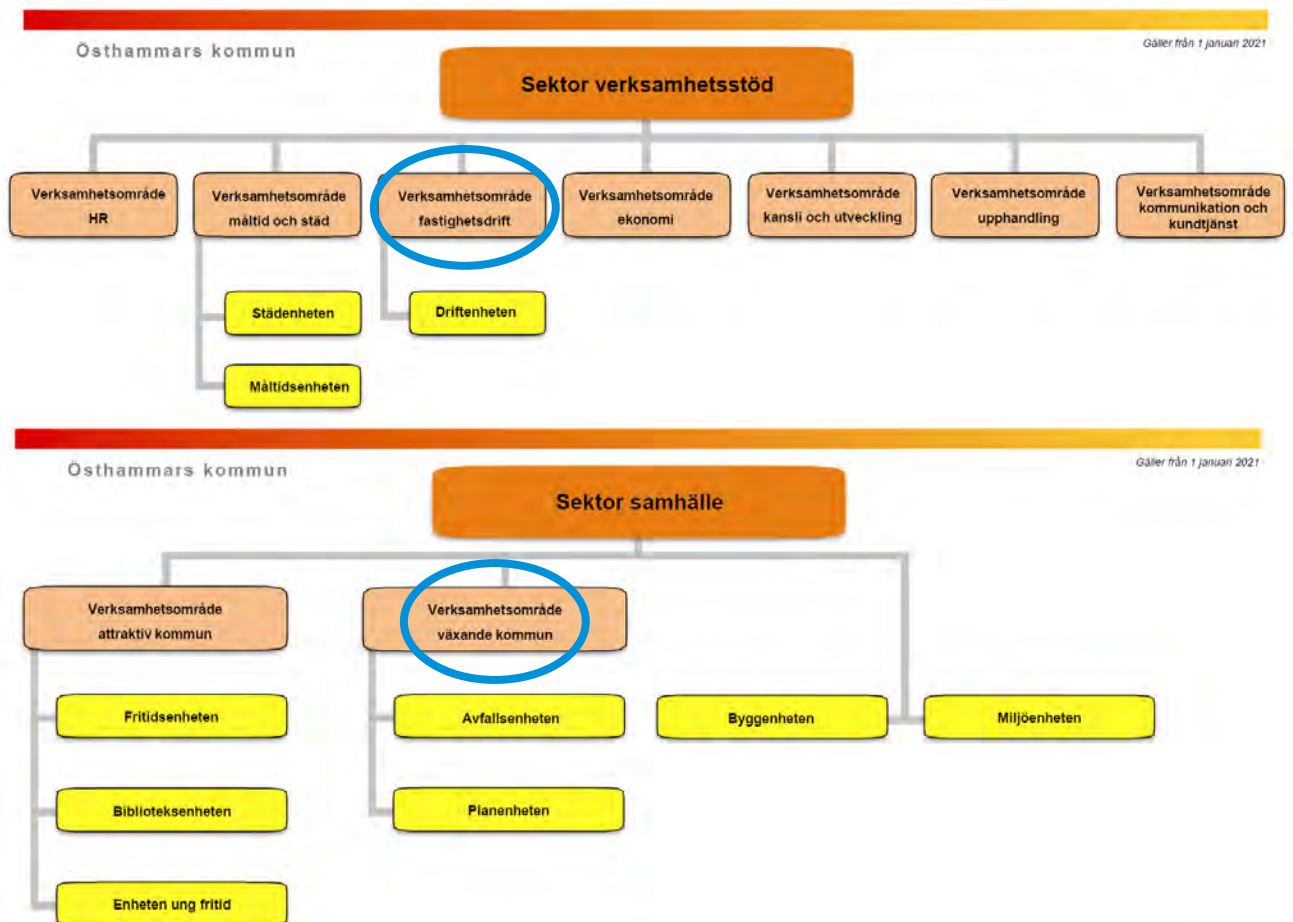 Östhammars kommun
Gäller från 1 januari 2021
Sektor verksamhetsstöd
Verksamhetsområde
HR
Verksamhetsområde
måltid och städ
Verksamhetsområde
fastighetsdrift
Verksamhetsområde
ekonomi
Verksamhetsområde
kansli och utveckling
Verksamhetsområde
upphandling
Verksamhetsområde
kommunikation och
kundtjänst
Städenheten
Driftenheten
Måltidsenheten
Östhammars kommun
Gäller från 1 januari 2021
Sektor samhälle
Verksamhetsområde
attraktiv kommun
Verksamhetsområde
växande kommun
Fritidsenheten
Avfallsenheten
Byggenheten
Miljöenheten
Biblioteksenheten
Planenheten
Enheten ung fritid